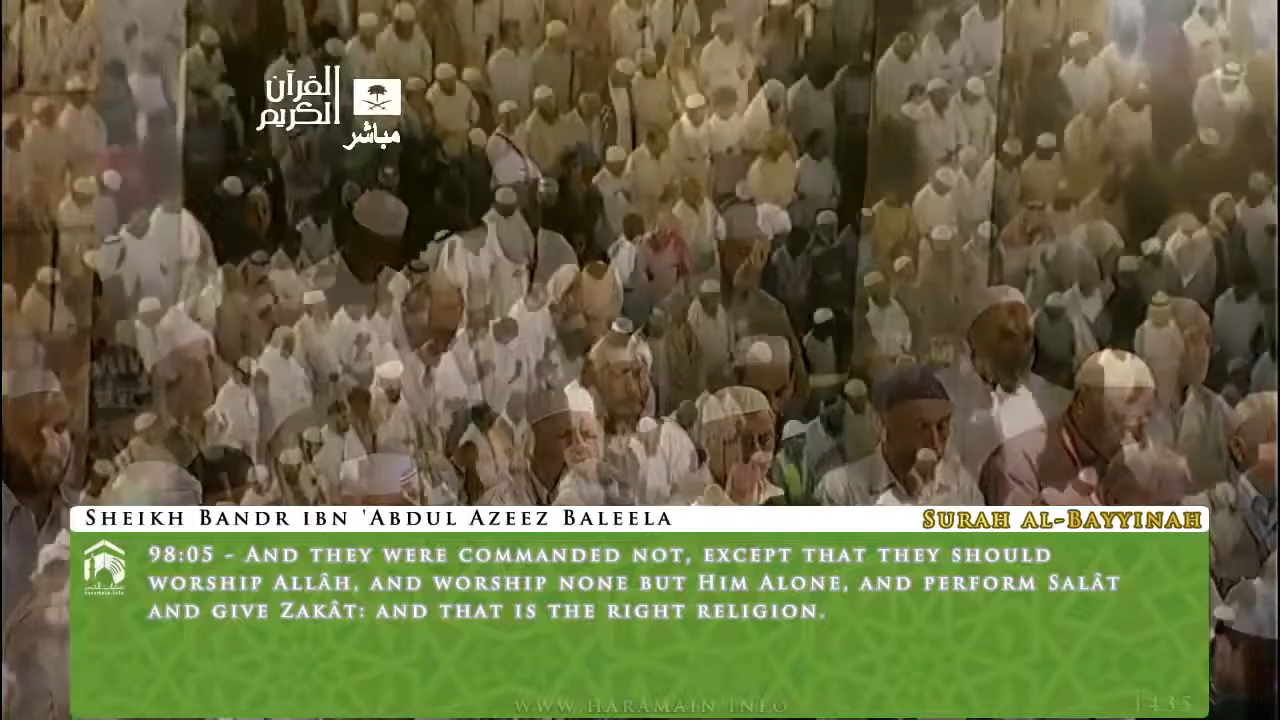 القرآن
الكريم
مباشر
SHEIKH BANDR IBN 'ABDUL AZEEZ BALEELA
SURAH AL-BAYYINAH
98:05 - AND THEY WERE COMMANDED NOT, EXCEPT THAT THEY SHOULD
WORSHIP ALLÂH, AND WORSHIP NONE BUT HIM ALONE, AND PERFORM SALÂT
AND GIVE ZAKÂT: AND THAT IS THE RIGHT RELIGION.
haramain.info
WWW.HARAMAIN.INFO
1435